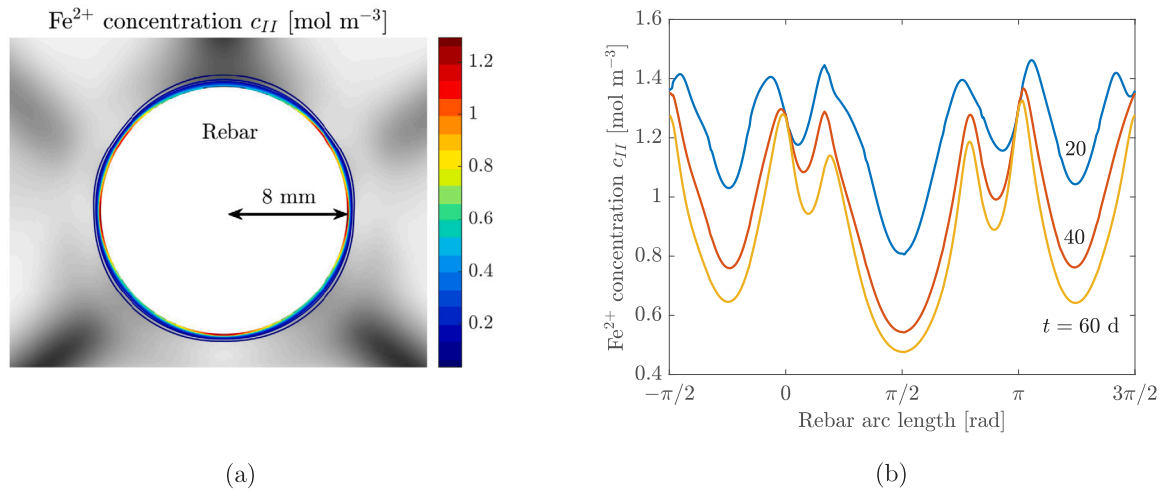 Fe²⁺ concentration c_II [mol m⁻³]
Rebar
8 mm
1.2
1
0.8
0.6
0.4
0.2
(a)
Fe²⁺ concentration c_II [mol m⁻³]
1.6
1.4
1.2
1
0.8
0.6
0.4
20
40
t = 60 d
−π/2
0
π/2
π
3π/2
Rebar arc length [rad]
(b)